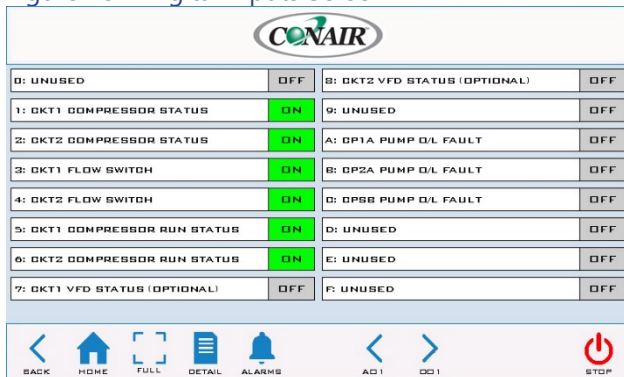 CONAIR
0: UNUSED OFF
1: CKT1 COMPRESSOR STATUS ON
2: CKT2 COMPRESSOR STATUS ON
3: CKT1 FLOW SWITCH ON
4: CKT2 FLOW SWITCH ON
5: CKT1 COMPRESSOR RUN STATUS ON
6: CKT2 COMPRESSOR RUN STATUS ON
7: CKT1 VFD STATUS (OPTIONAL) OFF
8: CKT2 VFD STATUS (OPTIONAL) OFF
9: UNUSED OFF
A: CP1A PUMP O/L FAULT OFF
B: CP2A PUMP O/L FAULT OFF
C: CPSB PUMP O/L FAULT OFF
D: UNUSED OFF
E: UNUSED OFF
F: UNUSED OFF
BACK HOME FULL DETAIL ALARMS AO1 DO1 STOP